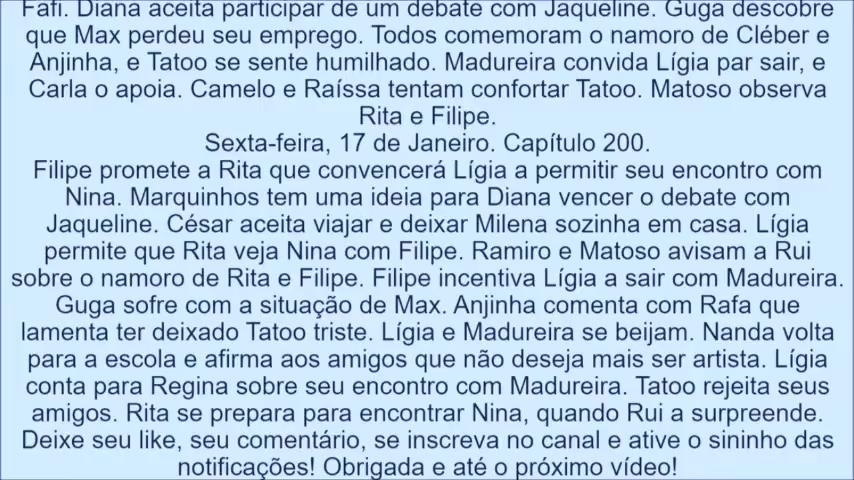 Fafi. Diana aceita participar de um debate com Jaqueline. Guga descobre
que Max perdeu seu emprego. Todos comemoram o namoro de Cléber e
Anjinha, e Tatoo se sente humilhado. Madureira convida Lígia par sair, e
Carla o apoia. Camelo e Raíssa tentam confortar Tatoo. Matoso observa
Rita e Filipe.
Sexta-feira, 17 de Janeiro. Capítulo 200.
Filipe promete a Rita que convencerá Lígia a permitir seu encontro com
Nina. Marquinhos tem uma ideia para Diana vencer o debate com
Jaqueline. César aceita viajar e deixar Milena sozinha em casa. Lígia
permite que Rita veja Nina com Filipe. Ramiro e Matoso avisam a Rui
sobre o namoro de Rita e Filipe. Filipe incentiva Lígia a sair com Madureira.
Guga sofre com a situação de Max. Anjinha comenta com Rafa que
lamenta ter deixado Tatoo triste. Lígia e Madureira se beijam. Nanda volta
para a escola e afirma aos amigos que não deseja mais ser artista. Lígia
conta para Regina sobre seu encontro com Madureira. Tatoo rejeita seus
amigos. Rita se prepara para encontrar Nina, quando Rui a surpreende.
Deixe seu like, seu comentário, se inscreva no canal e ative o sininho das
notificações! Obrigada e até o próximo vídeo!